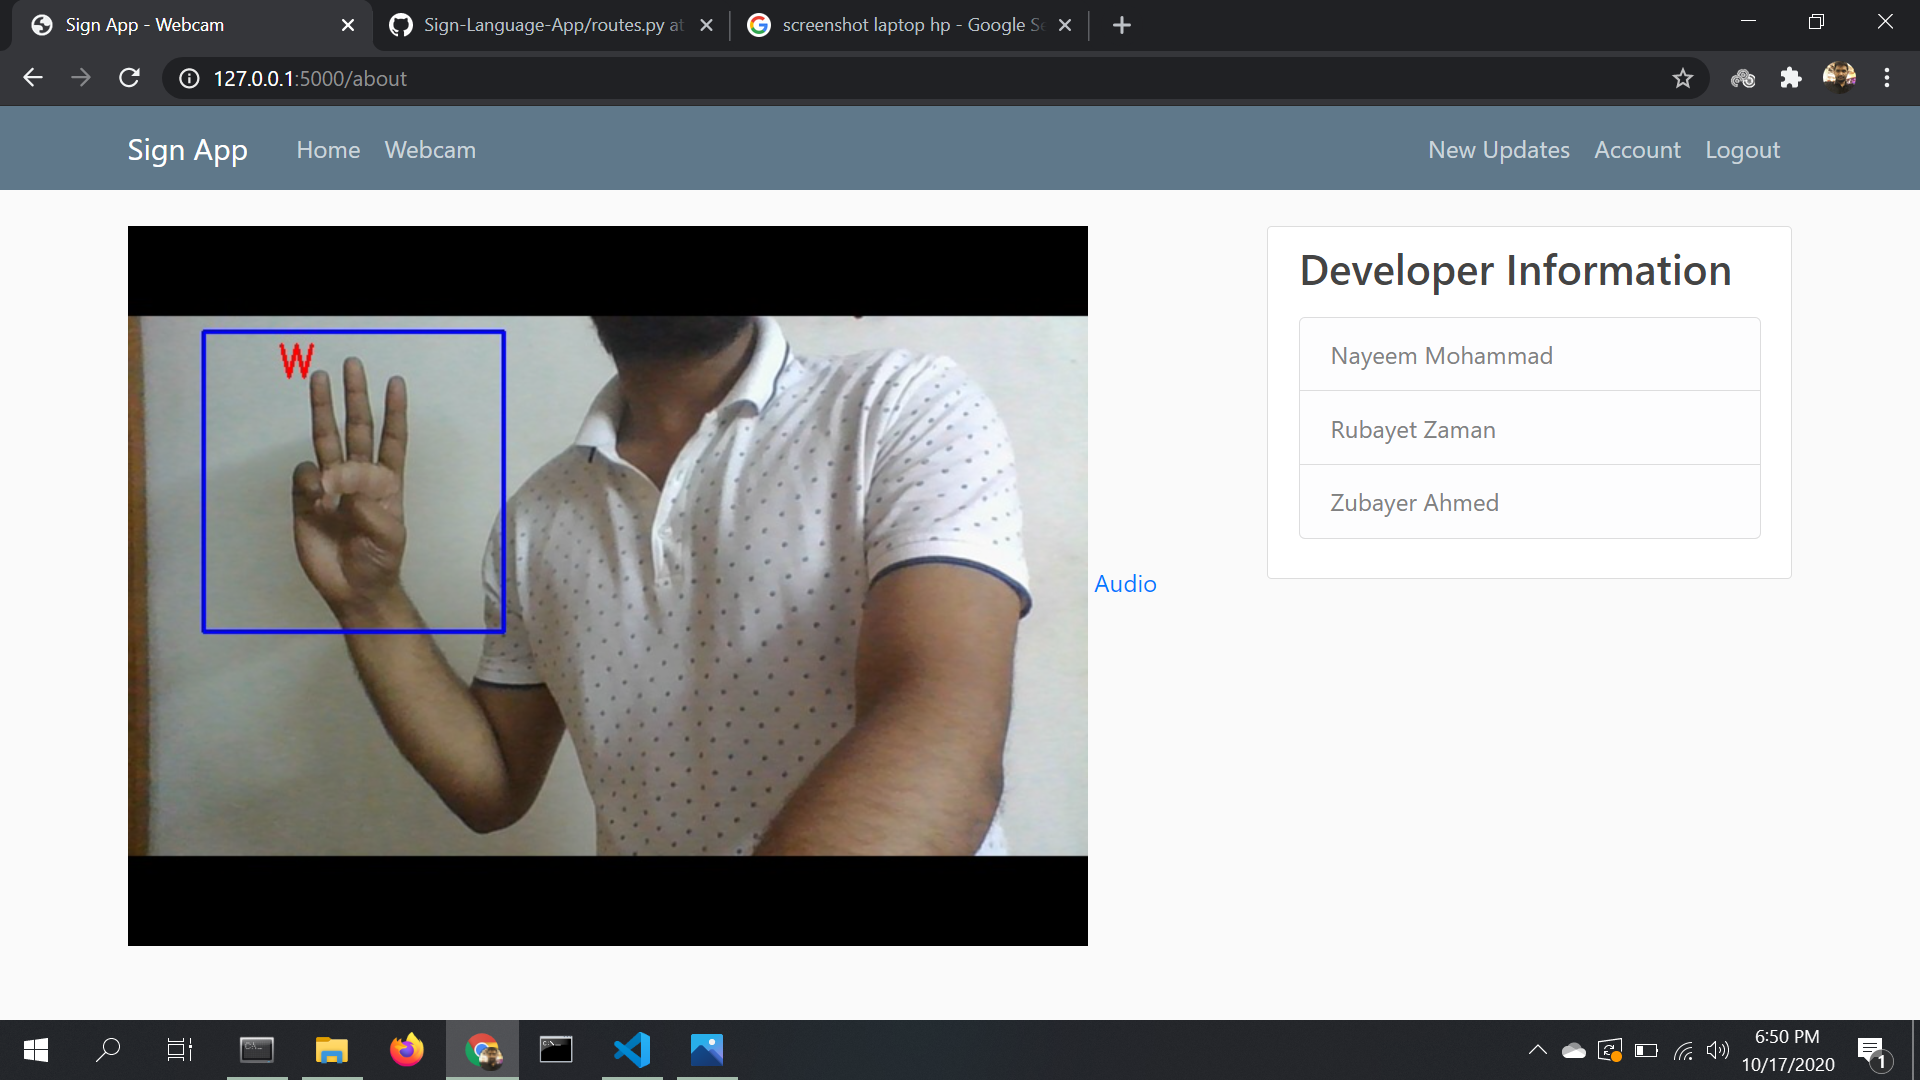 Sign App - Webcam
Sign-Language-App/routes.py at
screenshot laptop hp - Google Se
127.0.0.1:5000/about
Sign App Home Webcam New Updates Account Logout
W
Audio
Developer Information
Nayeem Mohammad
Rubayet Zaman
Zubayer Ahmed
6:50 PM
10/17/2020
1